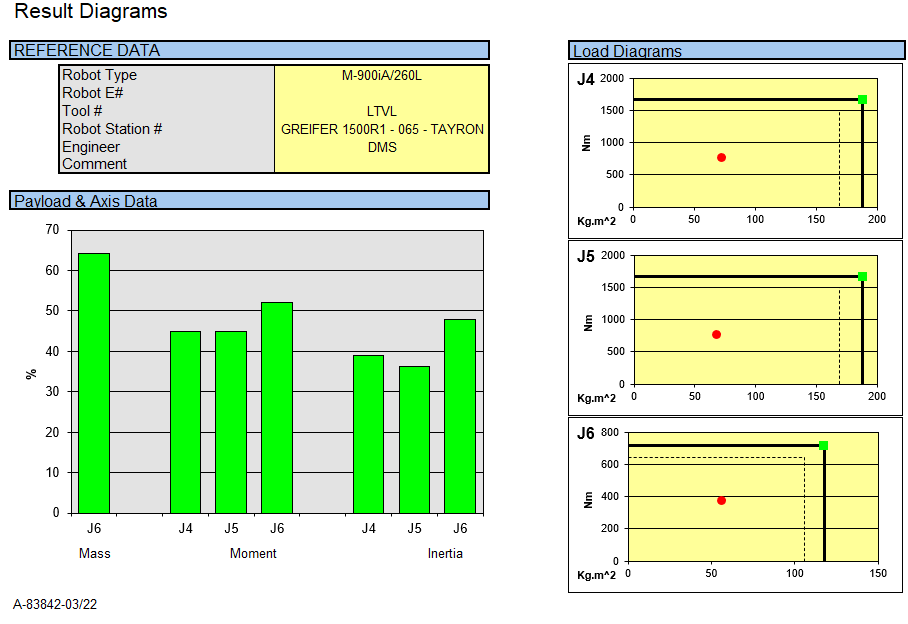 Result Diagrams
REFERENCE DATA
Robot Type M-900iA/260L
Robot E#
Tool # LTVL
Robot Station # GREIFER 1500R1 - 065 - TAYRON
Engineer DMS
Comment
Payload & Axis Data
70
60
50
40
30
20
10
0
%
J6 J4 J5 J6 J4 J5 J6
Mass Moment Inertia
A-83842-03/22
Load Diagrams
J4
2000
1500
1000
500
0
Nm
Kg.m^2
0 50 100 150 200
J5
2000
1500
1000
500
0
Nm
Kg.m^2
0 50 100 150 200
J6
800
600
400
200
0
Nm
Kg.m^2
0 50 100 150